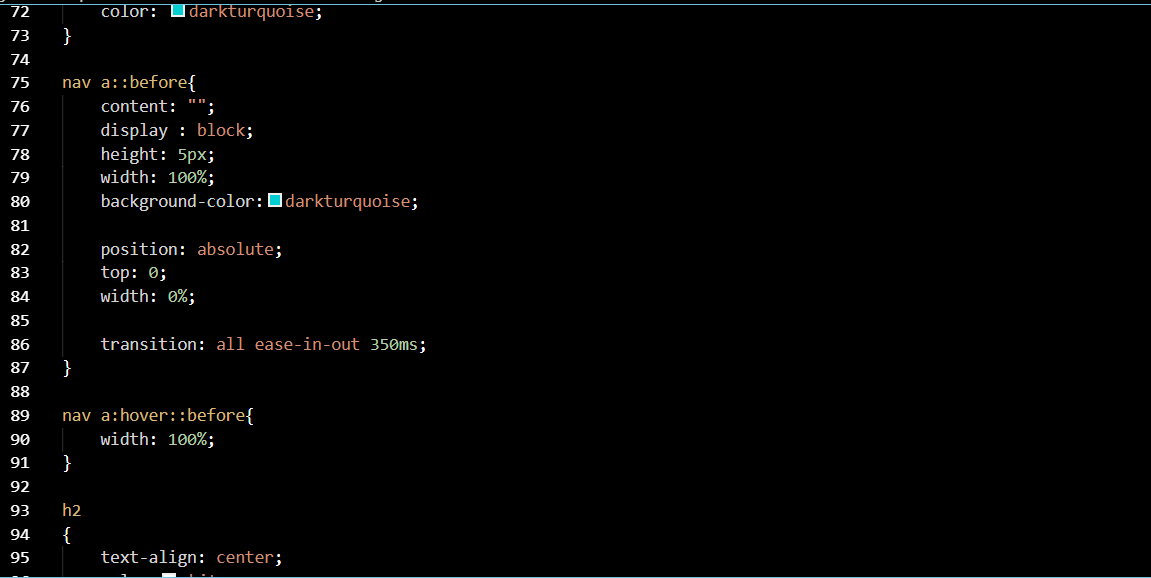 72 color: darkturquoise;
73 }
74
75 nav a::before{
76 content: "";
77 display : block;
78 height: 5px;
79 width: 100%;
80 background-color: darkturquoise;
81
82 position: absolute;
83 top: 0;
84 width: 0%;
85
86 transition: all ease-in-out 350ms;
87 }
88
89 nav a:hover::before{
90 width: 100%;
91 }
92
93 h2
94 {
95 text-align: center;